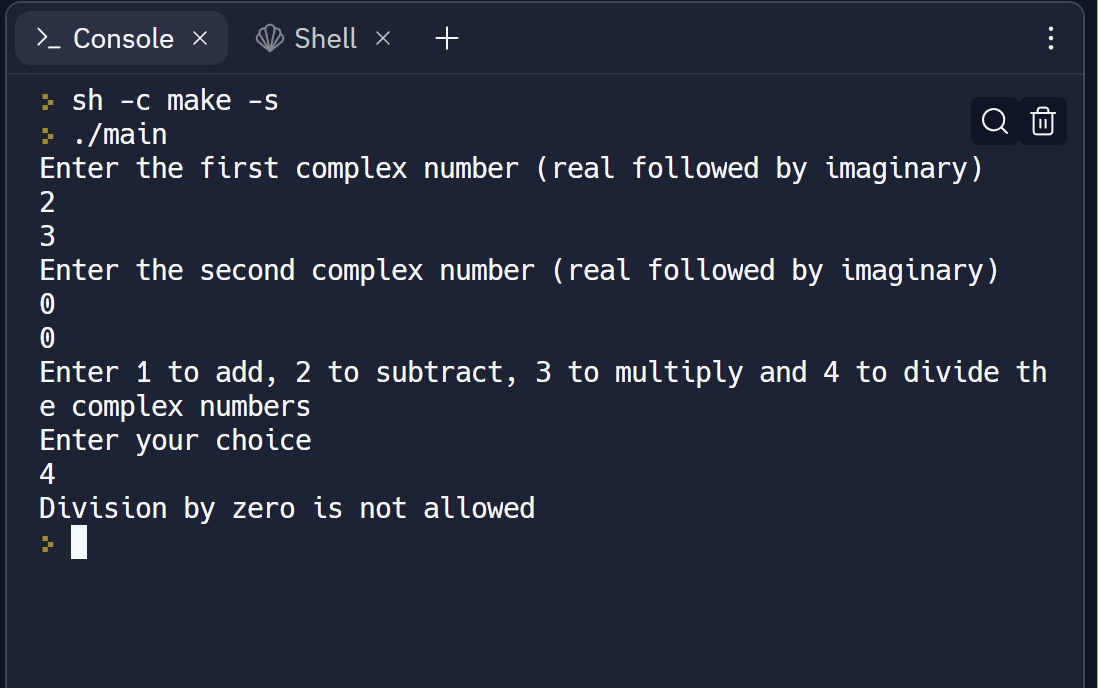 Console
Shell
sh -c make -s
./main
Enter the first complex number (real followed by imaginary)
2
3
Enter the second complex number (real followed by imaginary)
0
0
Enter 1 to add, 2 to subtract, 3 to multiply and 4 to divide th
e complex numbers
Enter your choice
4
Division by zero is not allowed